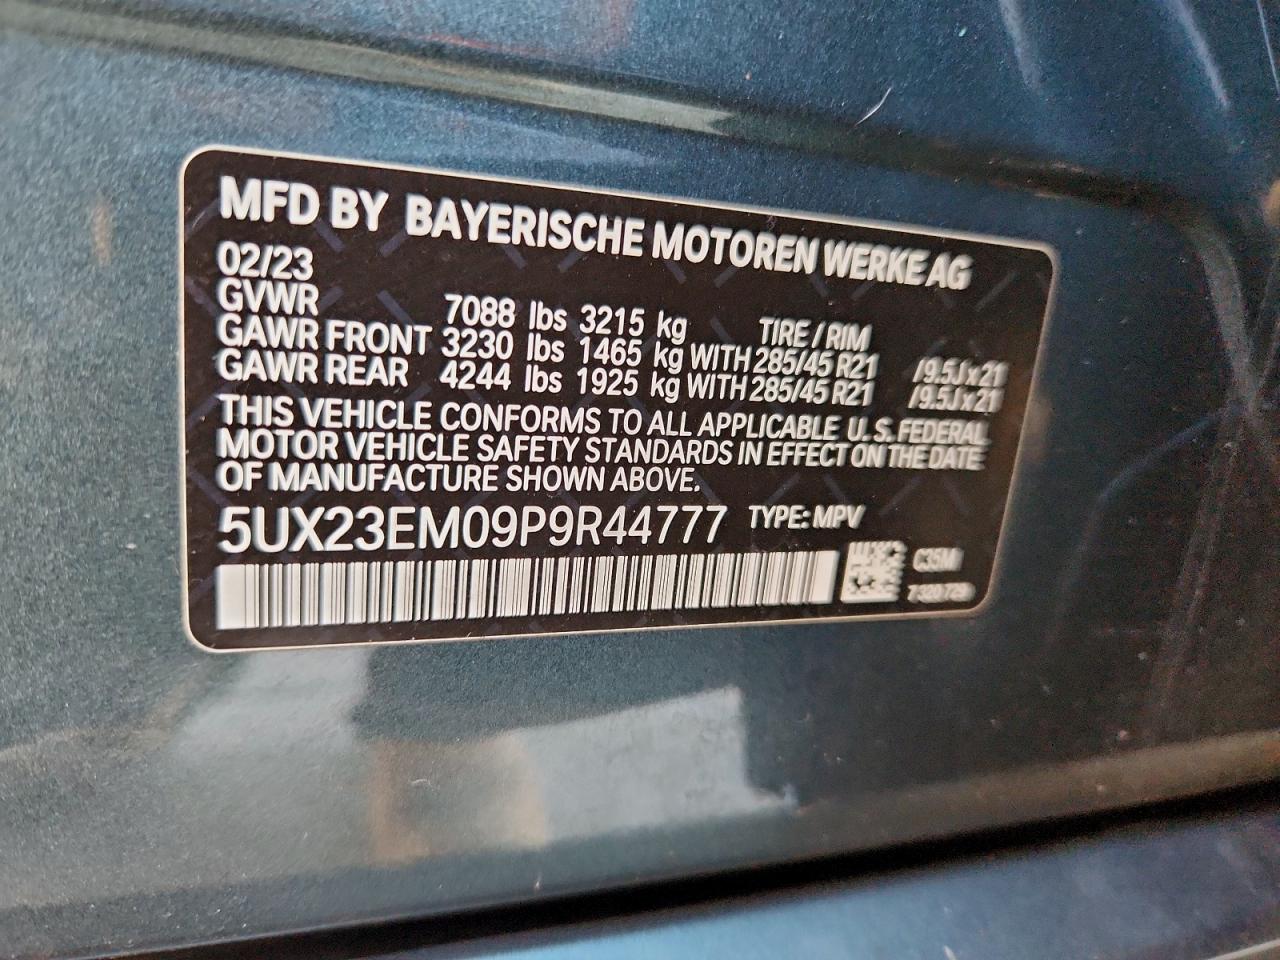 MFD BY BAYERISCHE MOTOREN WERKE AG
02/23
GVWR 7088 lbs 3215 kg TIRE / RIM
GAWR FRONT 3230 lbs 1465 kg WITH 285/45 R21 /9.5Jx21
GAWR REAR 4244 lbs 1925 kg WITH 285/45 R21 /9.5Jx21
THIS VEHICLE CONFORMS TO ALL APPLICABLE U.S. FEDERAL
MOTOR VEHICLE SAFETY STANDARDS IN EFFECT ON THE DATE
OF MANUFACTURE SHOWN ABOVE.
5UX23EM09P9R44777 TYPE: MPV
C35MI